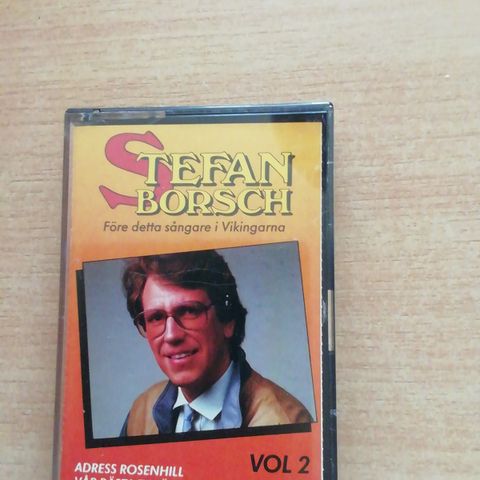 STEFAN
BORSCH
Före detta sångare i Vikingarna
VOL 2
ADRESS ROSENHILL